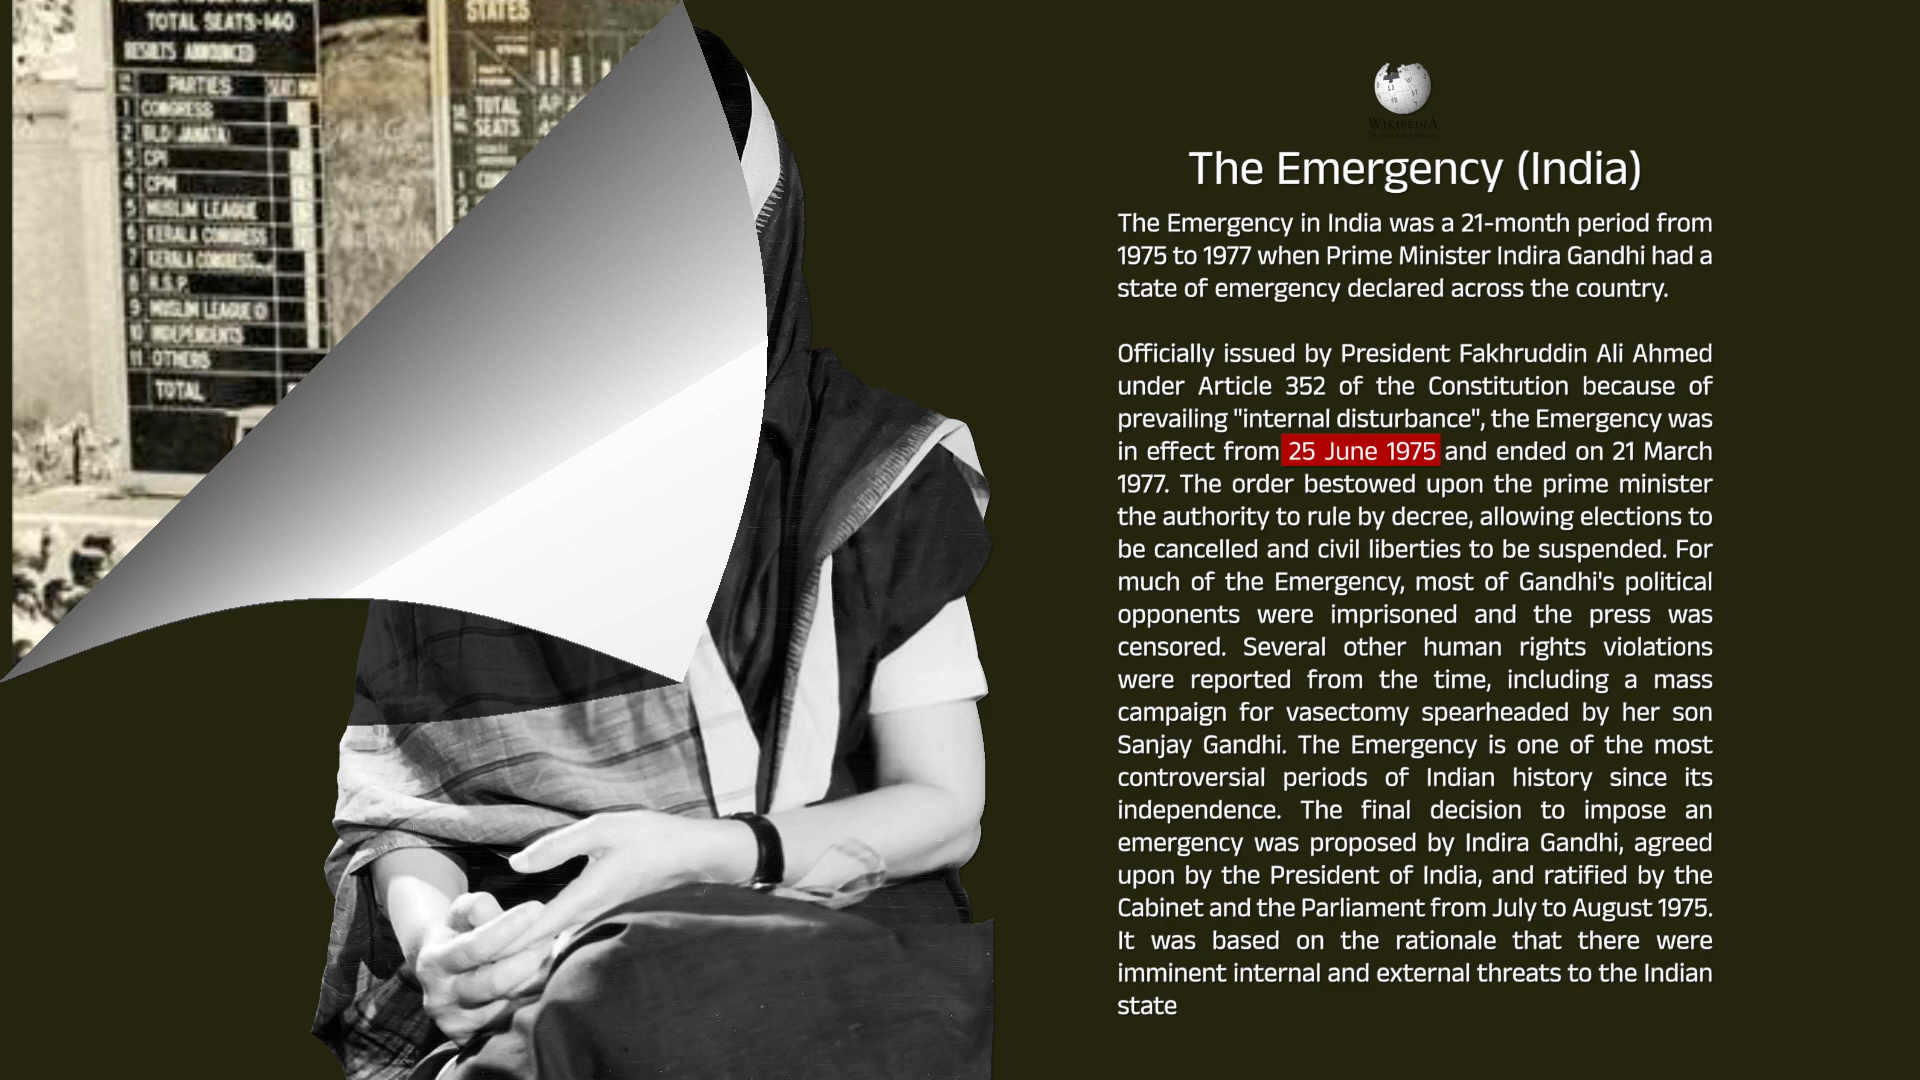 TOTAL SEATS-140
RESULTS ANNOUNCED
PARTIES
1 CONGRESS
2 BLD JANATA
3 CPI
4 CPM
5 MUSLIM LEAGUE
6 KERALA CONGRESS
7 KERALA CONGRESS
8 R.S.P.
9 MUSLIM LEAGUE O
10 INDEPENDENTS
11 OTHERS
TOTAL
STATES
TOTAL SEATS
AP
1
2
WIKIPEDIA
The Emergency (India)
The Emergency in India was a 21-month period from
1975 to 1977 when Prime Minister Indira Gandhi had a
state of emergency declared across the country.
Officially issued by President Fakhruddin Ali Ahmed
under Article 352 of the Constitution because of
prevailing "internal disturbance", the Emergency was
in effect from 25 June 1975 and ended on 21 March
1977. The order bestowed upon the prime minister
the authority to rule by decree, allowing elections to
be cancelled and civil liberties to be suspended. For
much of the Emergency, most of Gandhi's political
opponents were imprisoned and the press was
censored. Several other human rights violations
were reported from the time, including a mass
campaign for vasectomy spearheaded by her son
Sanjay Gandhi. The Emergency is one of the most
controversial periods of Indian history since its
independence. The final decision to impose an
emergency was proposed by Indira Gandhi, agreed
upon by the President of India, and ratified by the
Cabinet and the Parliament from July to August 1975.
It was based on the rationale that there were
imminent internal and external threats to the Indian
state